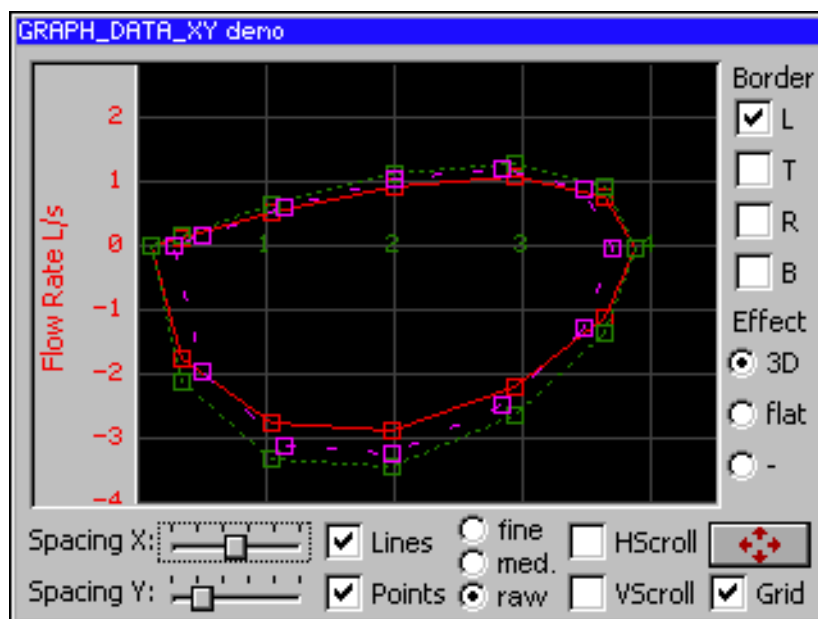 GRAPH_DATA_XY demo
Flow Rate L/s
2
1
0
-1
-2
-3
-4
1 2 3 4
Border
L
T
R
B
Effect
3D
flat
-
Spacing X:
Lines
fine
med.
raw
HScroll
Spacing Y:
Points
VScroll
Grid